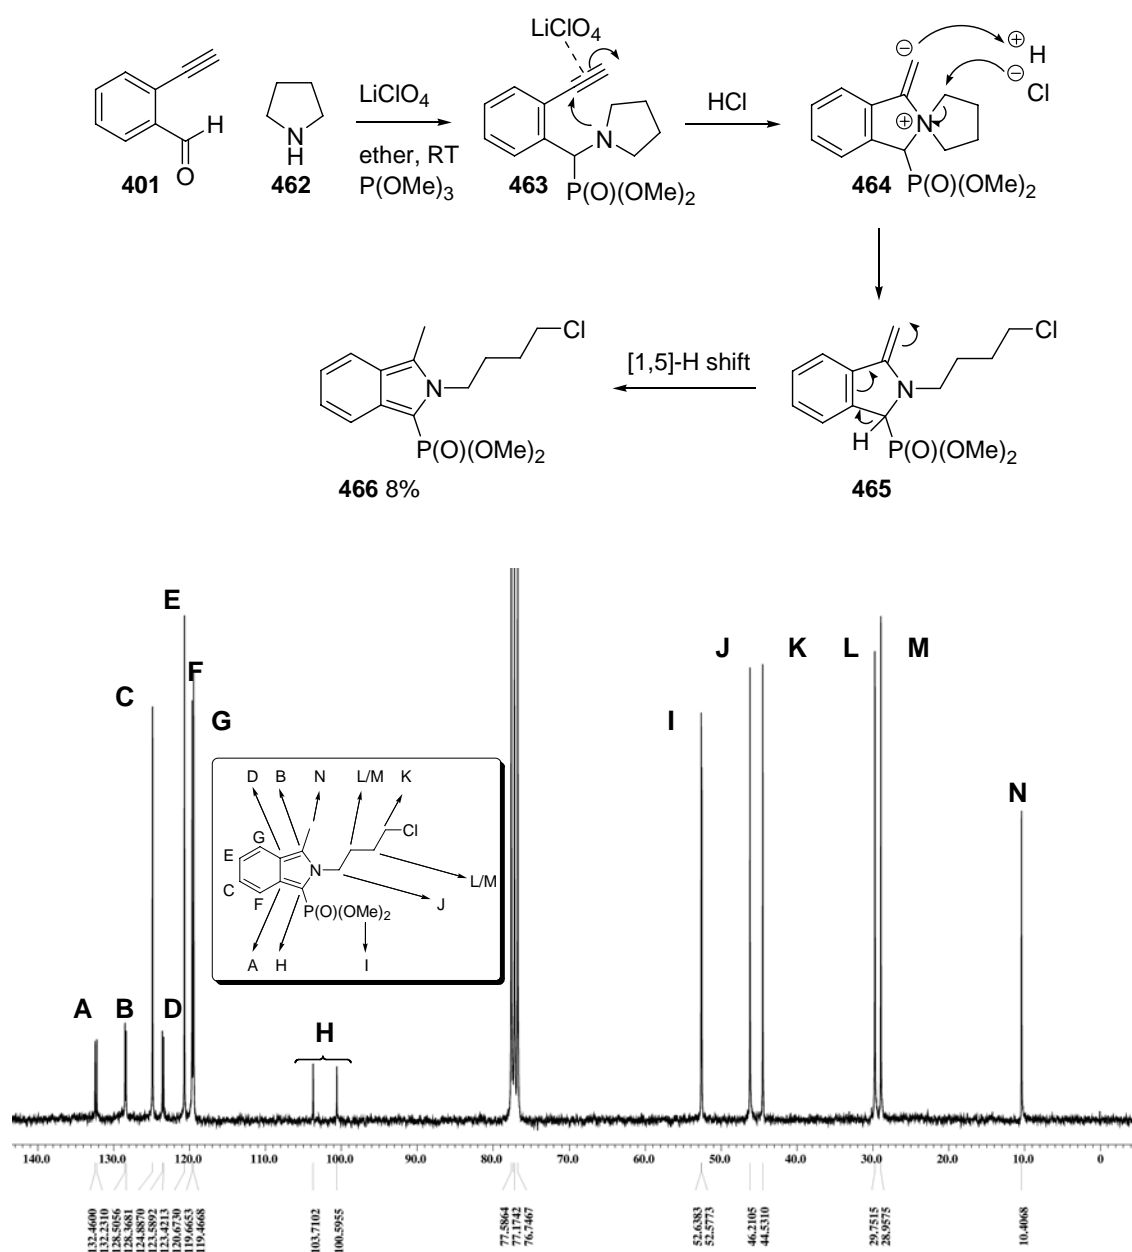 LiClO4
H
O
401
N
H
462
LiClO4
ether, RT
P(OMe)3
N
463
P(O)(OMe)2
HCl
⊖
⊕
H
⊖
Cl
⊕
N
464
P(O)(OMe)2
Cl
N
P(O)(OMe)2
466 8%
[1,5]-H shift
Cl
N
H
P(O)(OMe)2
465
E
F
C
G
J
K
L
M
I
N
A
B
D
H
D B N L/M K
G
Cl
E
N
L/M
C
F
P(O)(OMe)2
J
A H I
140.0 130.0 120.0 110.0 100.0 90.0 80.0 70.0 60.0 50.0 40.0 30.0 20.0 10.0 0
132.4600
132.2310
128.5056
128.3681
124.8870
123.5892
123.4213
120.6730
119.6653
119.4668
103.7102
100.5955
77.5864
77.1742
76.7467
52.6383
52.5773
46.2105
44.5310
29.7515
28.9575
10.4068